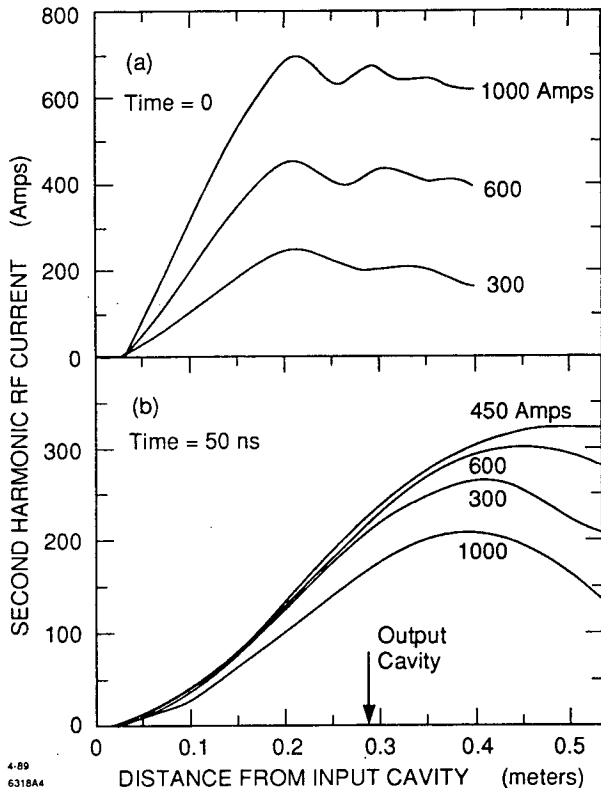 SECOND HARMONIC RF CURRENT (Amps)
800
600
400
200
0
(a)
Time = 0
1000 Amps
600
300
300
200
100
0
(b)
Time = 50 ns
450 Amps
600
300
1000
Output
Cavity
0 0.1 0.2 0.3 0.4 0.5
DISTANCE FROM INPUT CAVITY (meters)
4-89
6318A4